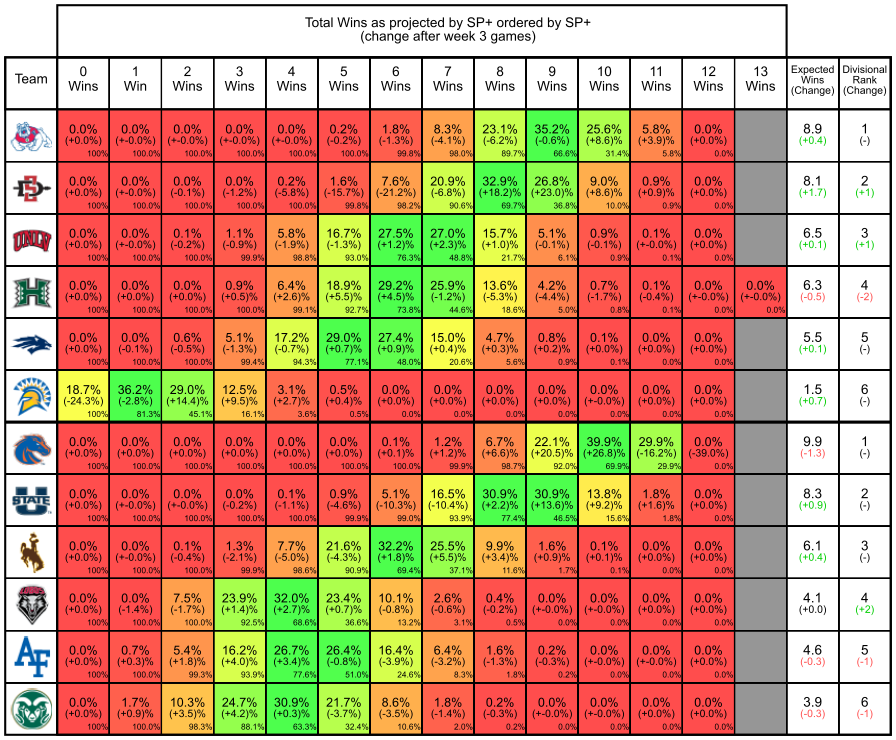 Total Wins as projected by SP+ ordered by SP+
(change after week 3 games)
Team 0 Wins 1 Win 2 Wins 3 Wins 4 Wins 5 Wins 6 Wins 7 Wins 8 Wins 9 Wins 10 Wins 11 Wins 12 Wins 13 Wins Expected Wins (Change) Divisional Rank (Change)
0.0% 0.0% 0.0% 0.0% 0.0% 0.2% 1.8% 8.3% 23.1% 35.2% 25.6% 5.8% 0.0% 8.9 1
(+0.0%) (+-0.0%) (+-0.0%) (+-0.0%) (+-0.0%) (-0.2%) (-1.3%) (-4.1%) (-6.2%) (-0.6%) (+8.6)% (+3.9)% (+0.0%) (+0.4) (-)
100% 100.0% 100.0% 100.0% 100.0% 100.0% 99.8% 98.0% 89.7% 66.6% 31.4% 5.8% 0.0%
SD
0.0% 0.0% 0.0% 0.0% 0.2% 1.6% 7.6% 20.9% 32.9% 26.8% 9.0% 0.9% 0.0% 8.1 2
(+0.0%) (+-0.0%) (-0.1%) (-1.2%) (-5.8%) (-15.7%) (-21.2%) (-6.8%) (+18.2)% (+23.0)% (+8.6)% (+0.9)% (+0.0%) (+1.7) (+1)
100% 100.0% 100.0% 100.0% 100.0% 99.8% 98.2% 90.6% 69.7% 36.8% 10.0% 0.9% 0.0%
UNLV
0.0% 0.0% 0.1% 1.1% 5.8% 16.7% 27.5% 27.0% 15.7% 5.1% 0.9% 0.1% 0.0% 6.5 3
(+0.0%) (+-0.0%) (-0.2%) (-0.9%) (-1.9%) (-1.3%) (+1.2)% (+2.3)% (+1.0)% (-0.1%) (-0.1%) (+-0.0%) (+0.0%) (+0.1) (+1)
100% 100.0% 100.0% 99.9% 98.8% 93.0% 76.3% 48.8% 21.7% 6.1% 0.9% 0.1% 0.0%
H
0.0% 0.0% 0.0% 0.9% 6.4% 18.9% 29.2% 25.9% 13.6% 4.2% 0.7% 0.1% 0.0% 0.0% 6.3 4
(+0.0%) (+0.0%) (+0.0%) (+0.5)% (+2.6)% (+5.5)% (+4.5)% (-1.2%) (-5.3%) (-4.4%) (-1.7%) (-0.4%) (+-0.0%) (+-0.0%) (-0.5) (-2)
100% 100.0% 100.0% 100.0% 99.1% 92.7% 73.8% 44.6% 18.6% 5.0% 0.8% 0.1% 0.0% 0.0%
0.0% 0.0% 0.6% 5.1% 17.2% 29.0% 27.4% 15.0% 4.7% 0.8% 0.1% 0.0% 0.0% 5.5 5
(+0.0%) (-0.1%) (-0.5%) (-1.3%) (-0.7%) (+0.7)% (+0.9)% (+0.4)% (+0.3)% (+0.2)% (+0.0%) (+0.0%) (+0.0%) (+0.1) (-)
100% 100.0% 100.0% 99.4% 94.3% 77.1% 48.0% 20.6% 5.6% 0.9% 0.1% 0.0% 0.0%
18.7% 36.2% 29.0% 12.5% 3.1% 0.5% 0.0% 0.0% 0.0% 0.0% 0.0% 0.0% 0.0% 1.5 6
(-24.3%) (-2.8%) (+14.4)% (+9.5)% (+2.7)% (+0.4)% (+0.0%) (+0.0%) (+0.0%) (+0.0%) (+0.0%) (+0.0%) (+0.0%) (+0.7) (-)
100% 81.3% 45.1% 16.1% 3.6% 0.5% 0.0% 0.0% 0.0% 0.0% 0.0% 0.0% 0.0%
0.0% 0.0% 0.0% 0.0% 0.0% 0.0% 0.1% 1.2% 6.7% 22.1% 39.9% 29.9% 0.0% 9.9 1
(+0.0%) (+0.0%) (+0.0%) (+0.0%) (+0.0%) (+0.0%) (+0.1)% (+1.2)% (+6.6)% (+20.5)% (+26.8)% (-16.2%) (-39.0%) (-1.3) (-)
100% 100.0% 100.0% 100.0% 100.0% 100.0% 100.0% 99.9% 98.7% 92.0% 69.9% 29.9% 0.0%
U STATE
0.0% 0.0% 0.0% 0.0% 0.1% 0.9% 5.1% 16.5% 30.9% 30.9% 13.8% 1.8% 0.0% 8.3 2
(+0.0%) (+-0.0%) (+-0.0%) (-0.2%) (-1.1%) (-4.6%) (-10.3%) (-10.4%) (+2.2)% (+13.6)% (+9.2)% (+1.6)% (+0.0%) (+0.9) (-)
100% 100.0% 100.0% 100.0% 100.0% 99.9% 99.0% 93.9% 77.4% 46.5% 15.6% 1.8% 0.0%
0.0% 0.0% 0.1% 1.3% 7.7% 21.6% 32.2% 25.5% 9.9% 1.6% 0.1% 0.0% 0.0% 6.1 3
(+0.0%) (+-0.0%) (-0.4%) (-2.1%) (-5.0%) (-4.3%) (+1.8)% (+5.5)% (+3.4)% (+0.9)% (+0.1)% (+0.0%) (+0.0%) (+0.4) (-)
100% 100.0% 100.0% 99.9% 98.6% 90.9% 69.4% 37.1% 11.6% 1.7% 0.1% 0.0% 0.0%
0.0% 0.0% 7.5% 23.9% 32.0% 23.4% 10.1% 2.6% 0.4% 0.0% 0.0% 0.0% 0.0% 4.1 4
(+0.0%) (-1.4%) (-1.7%) (+1.4)% (+2.7)% (+0.7)% (-0.8%) (-0.6%) (-0.2%) (+-0.0%) (+-0.0%) (+0.0%) (+0.0%) (+0.0) (+2)
100% 100.0% 100.0% 92.5% 68.6% 36.6% 13.2% 3.1% 0.5% 0.0% 0.0% 0.0% 0.0%
AF
0.0% 0.7% 5.4% 16.2% 26.7% 26.4% 16.4% 6.4% 1.6% 0.2% 0.0% 0.0% 0.0% 4.6 5
(+0.0%) (+0.3)% (+1.8)% (+4.0)% (+3.4)% (-0.8%) (-3.9%) (-3.2%) (-1.3%) (-0.3%) (+-0.0%) (+-0.0%) (+0.0%) (-0.3) (-1)
100% 100.0% 99.3% 93.9% 77.6% 51.0% 24.6% 8.3% 1.8% 0.2% 0.0% 0.0% 0.0%
0.0% 1.7% 10.3% 24.7% 30.9% 21.7% 8.6% 1.8% 0.2% 0.0% 0.0% 0.0% 0.0% 3.9 6
(+0.0%) (+0.9)% (+3.5)% (+4.2)% (+0.3)% (-3.7%) (-3.5%) (-1.4%) (-0.3%) (+-0.0%) (+-0.0%) (+0.0%) (+0.0%) (-0.3) (-1)
100% 100.0% 98.3% 88.1% 63.3% 32.4% 10.6% 2.0% 0.2% 0.0% 0.0% 0.0% 0.0%